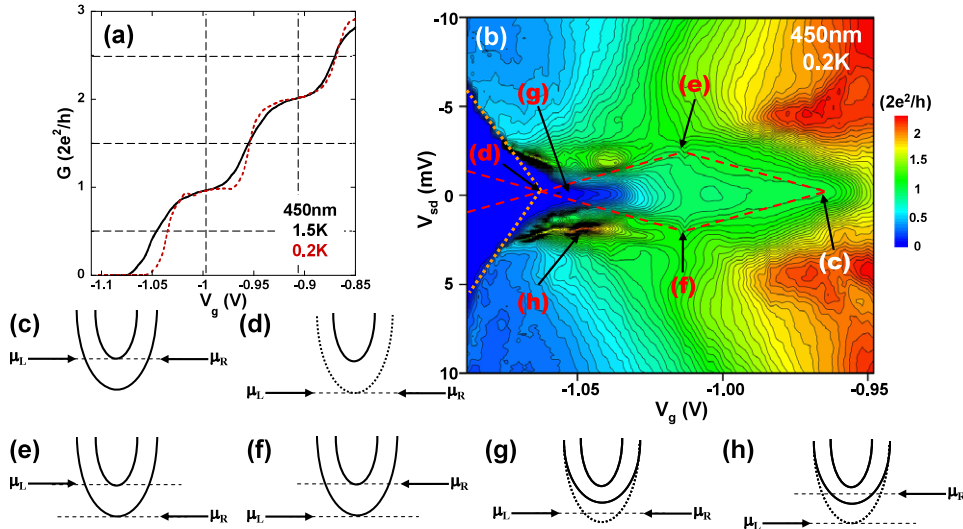 (a)
G (2e²/h)
3
2
1
0
450nm
1.5K
0.2K
-1.1
-1.05
-1
-0.95
-0.9
-0.85
V_g (V)
(b)
450nm
0.2K
V_sd (mV)
-10
-5
0
5
10
(e)
(g)
(d)
(c)
(f)
(h)
-1.05
-1.00
-0.95
V_g (V)
(2e²/h)
2
1.5
1
0.5
0
(c)
μ_L
μ_R
(d)
μ_L
μ_R
(e)
μ_L
μ_R
(f)
μ_R
μ_L
(g)
μ_L
μ_R
(h)
μ_R
μ_L